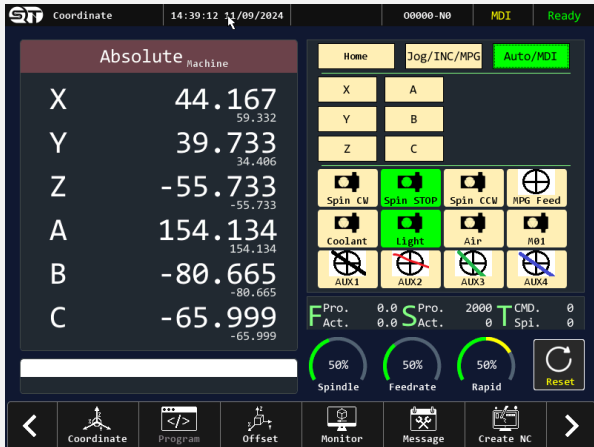 Coordinate 14:39:12 11/09/2024 O0000-N0 MDI Ready
Absolute Machine
X 44.167
59.332
Y 39.733
34.406
Z -55.733
-55.733
A 154.134
154.134
B -80.665
-80.665
C -65.999
-65.999
Home Jog/INC/MPG Auto/MDI
X A
Y B
Z C
Spin CW Spin STOP Spin CCW MPG Feed
Coolant Light Air M01
AUX1 AUX2 AUX3 AUX4
F Pro. 0.0 S Pro. 2000 T CMD. 0
Act. 0.0 Act. 0 Spi. 0
50% 50% 50%
Spindle Feedrate Rapid Reset
Coordinate Program Offset Monitor Message Create NC